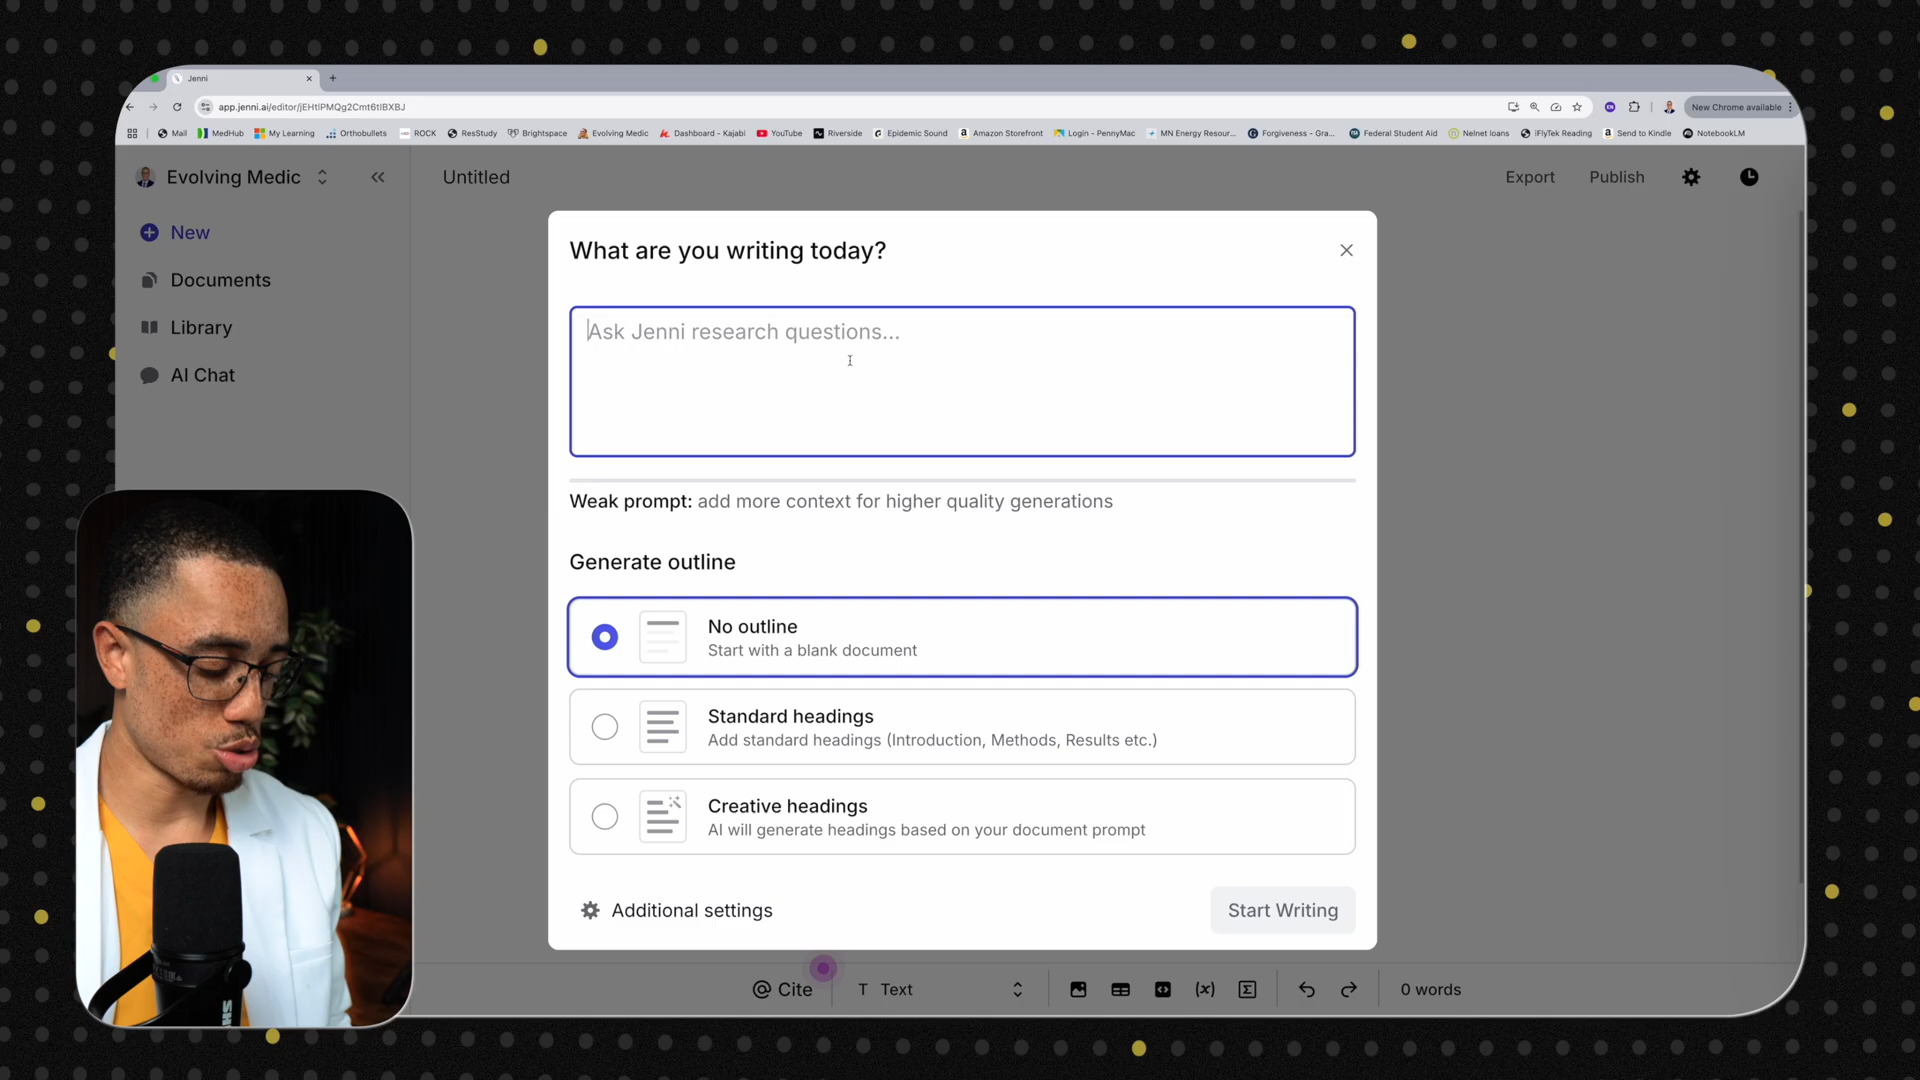 Jenni
app.jenni.ai/editor/jEHtlPMQg2Cmt6tlBXBJ
New Chrome available
Mail MedHub My Learning Orthobullets ROCK ResStudy Brightspace Evolving Medic Dashboard - Kajabi YouTube Riverside Epidemic Sound Amazon Storefront Login - PennyMac MN Energy Resour... Forgiveness - Gra... Federal Student Aid Nelnet loans iFlyTek Reading Send to Kindle NotebookLM
Evolving Medic
Untitled
Export Publish
New
Documents
Library
AI Chat
What are you writing today?
Ask Jenni research questions...
Weak prompt: add more context for higher quality generations
Generate outline
No outline
Start with a blank document
Standard headings
Add standard headings (Introduction, Methods, Results etc.)
Creative headings
AI will generate headings based on your document prompt
Additional settings
Start Writing
@ Cite T Text (x) Σ 0 words